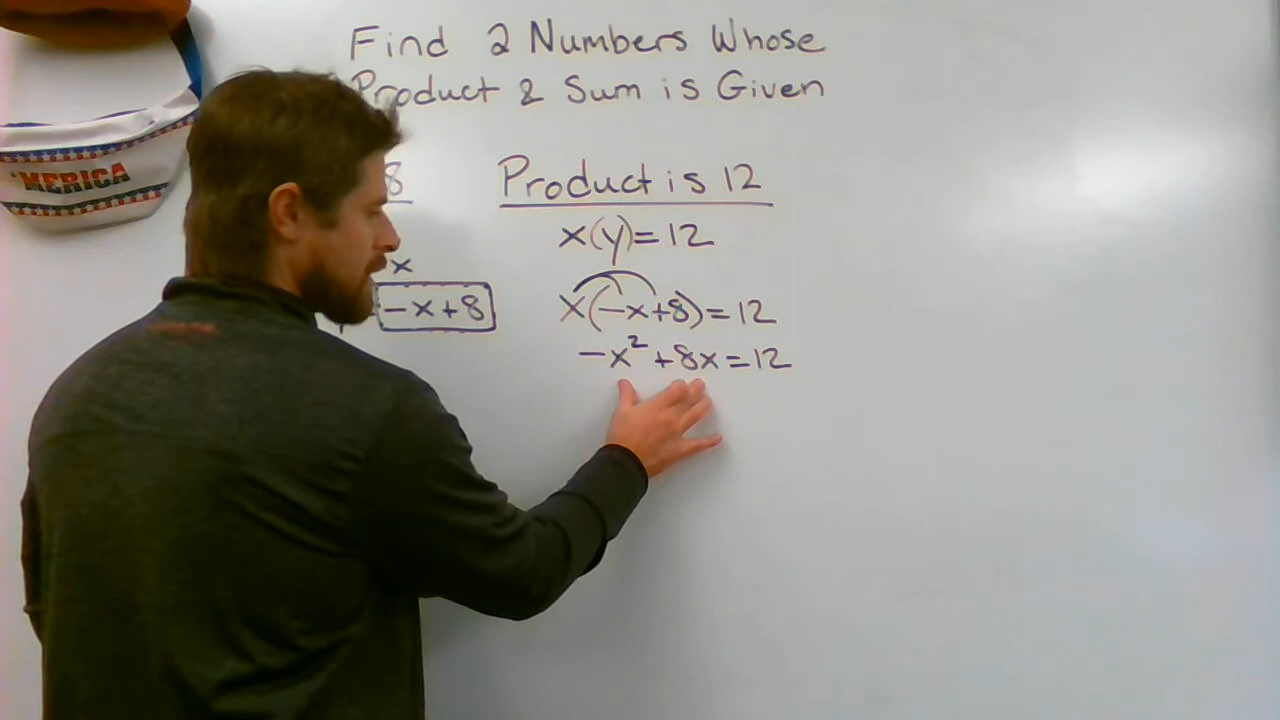 Find 2 Numbers Whose
Product & Sum is Given
'MERICA
8
x
-x+8
Product is 12
x(y)=12
x(-x+8)=12
-x²+8x=12